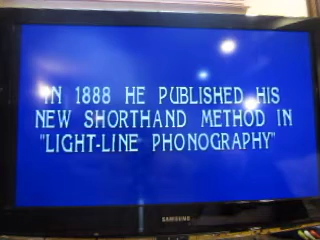 IN 1888 HE PUBLISHED HIS
NEW SHORTHAND METHOD IN
"LIGHT-LINE PHONOGRAPHY"
SAMSUNG